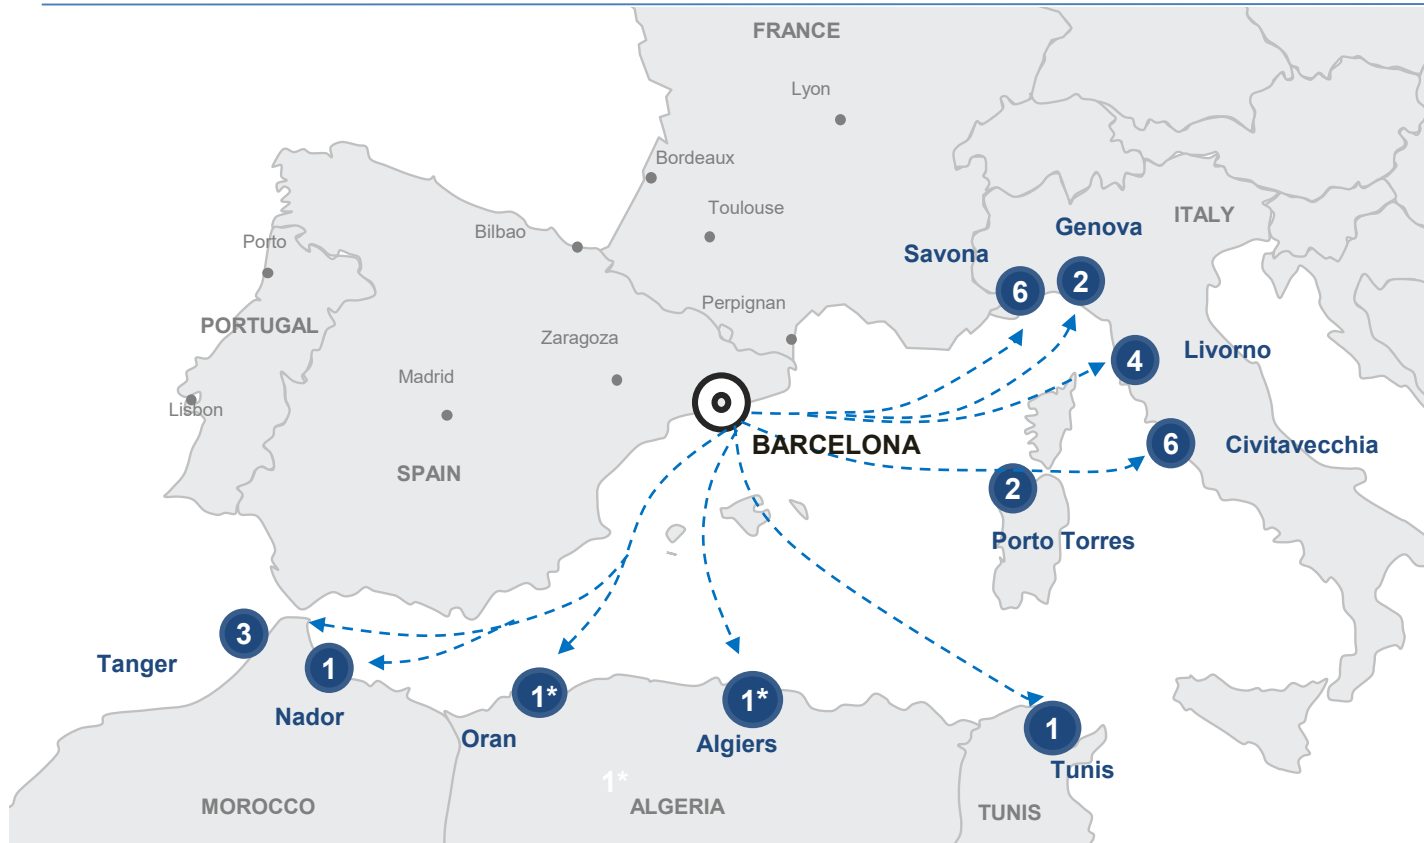 FRANCE
Lyon
Bordeaux
Toulouse
ITALY
Genova
Bilbao
Porto
Savona
6
2
Perpignan
PORTUGAL
Zaragoza
Livorno
4
Madrid
Lisbon
BARCELONA
6
Civitavecchia
SPAIN
2
Porto Torres
3
Tanger
1
Nador
1*
Oran
1*
Algiers
1
Tunis
1*
MOROCCO
ALGERIA
TUNIS